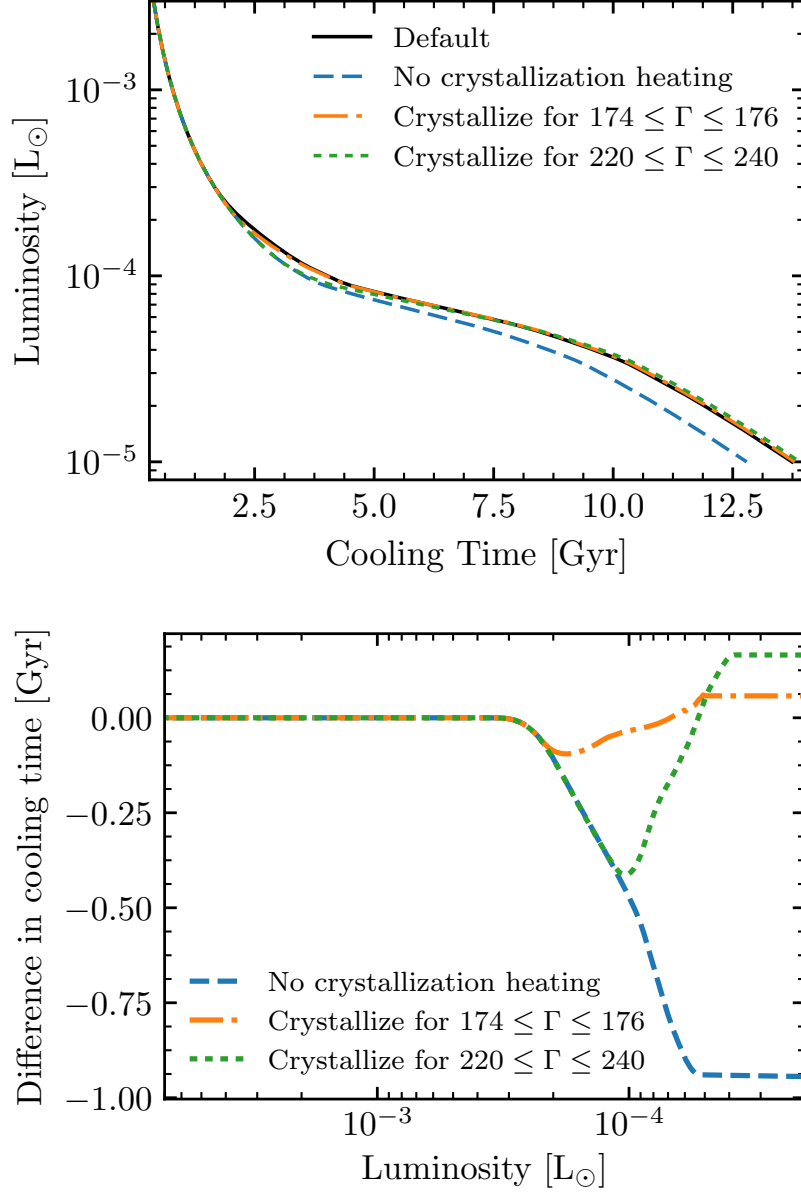 Default
No crystallization heating
Crystallize for 174 ≤ Γ ≤ 176
Crystallize for 220 ≤ Γ ≤ 240
Luminosity [L⊙]
10⁻³
10⁻⁴
10⁻⁵
2.5 5.0 7.5 10.0 12.5
Cooling Time [Gyr]
Difference in cooling time [Gyr]
0.00
−0.25
−0.50
−0.75
−1.00
No crystallization heating
Crystallize for 174 ≤ Γ ≤ 176
Crystallize for 220 ≤ Γ ≤ 240
10⁻³ 10⁻⁴
Luminosity [L⊙]